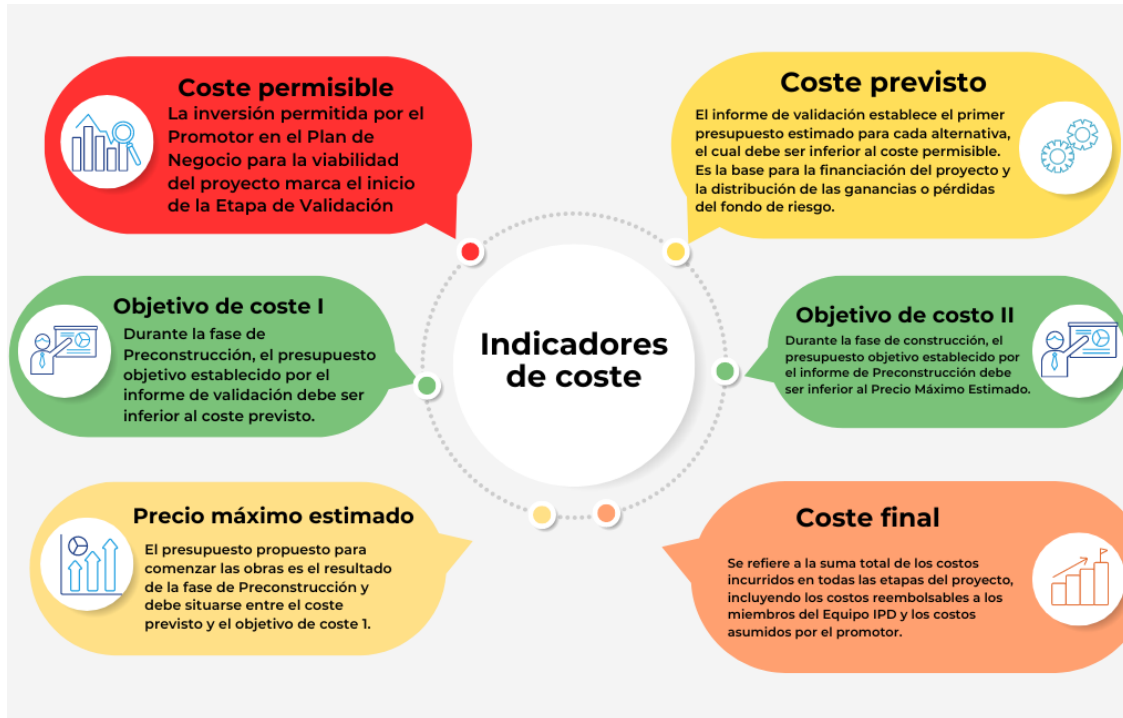 Coste permisible
La inversión permitida por el
Promotor en el Plan de
Negocio para la viabilidad
del proyecto marca el inicio
de la Etapa de Validación
Coste previsto
El informe de validación establece el primer
presupuesto estimado para cada alternativa,
el cual debe ser inferior al coste permisible.
Es la base para la financiación del proyecto y
la distribución de las ganancias o pérdidas
del fondo de riesgo.
Objetivo de coste I
Durante la fase de
Preconstrucción, el presupuesto
objetivo establecido por el
informe de validación debe ser
inferior al coste previsto.
Indicadores
de coste
Objetivo de costo II
Durante la fase de construcción, el
presupuesto objetivo establecido por
el informe de Preconstrucción debe
ser inferior al Precio Máximo Estimado.
Precio máximo estimado
El presupuesto propuesto para
comenzar las obras es el resultado
de la fase de Preconstrucción y
debe situarse entre el coste
previsto y el objetivo de coste 1.
Coste final
Se refiere a la suma total de los costos
incurridos en todas las etapas del proyecto,
incluyendo los costos reembolsables a los
miembros del Equipo IPD y los costos
asumidos por el promotor.